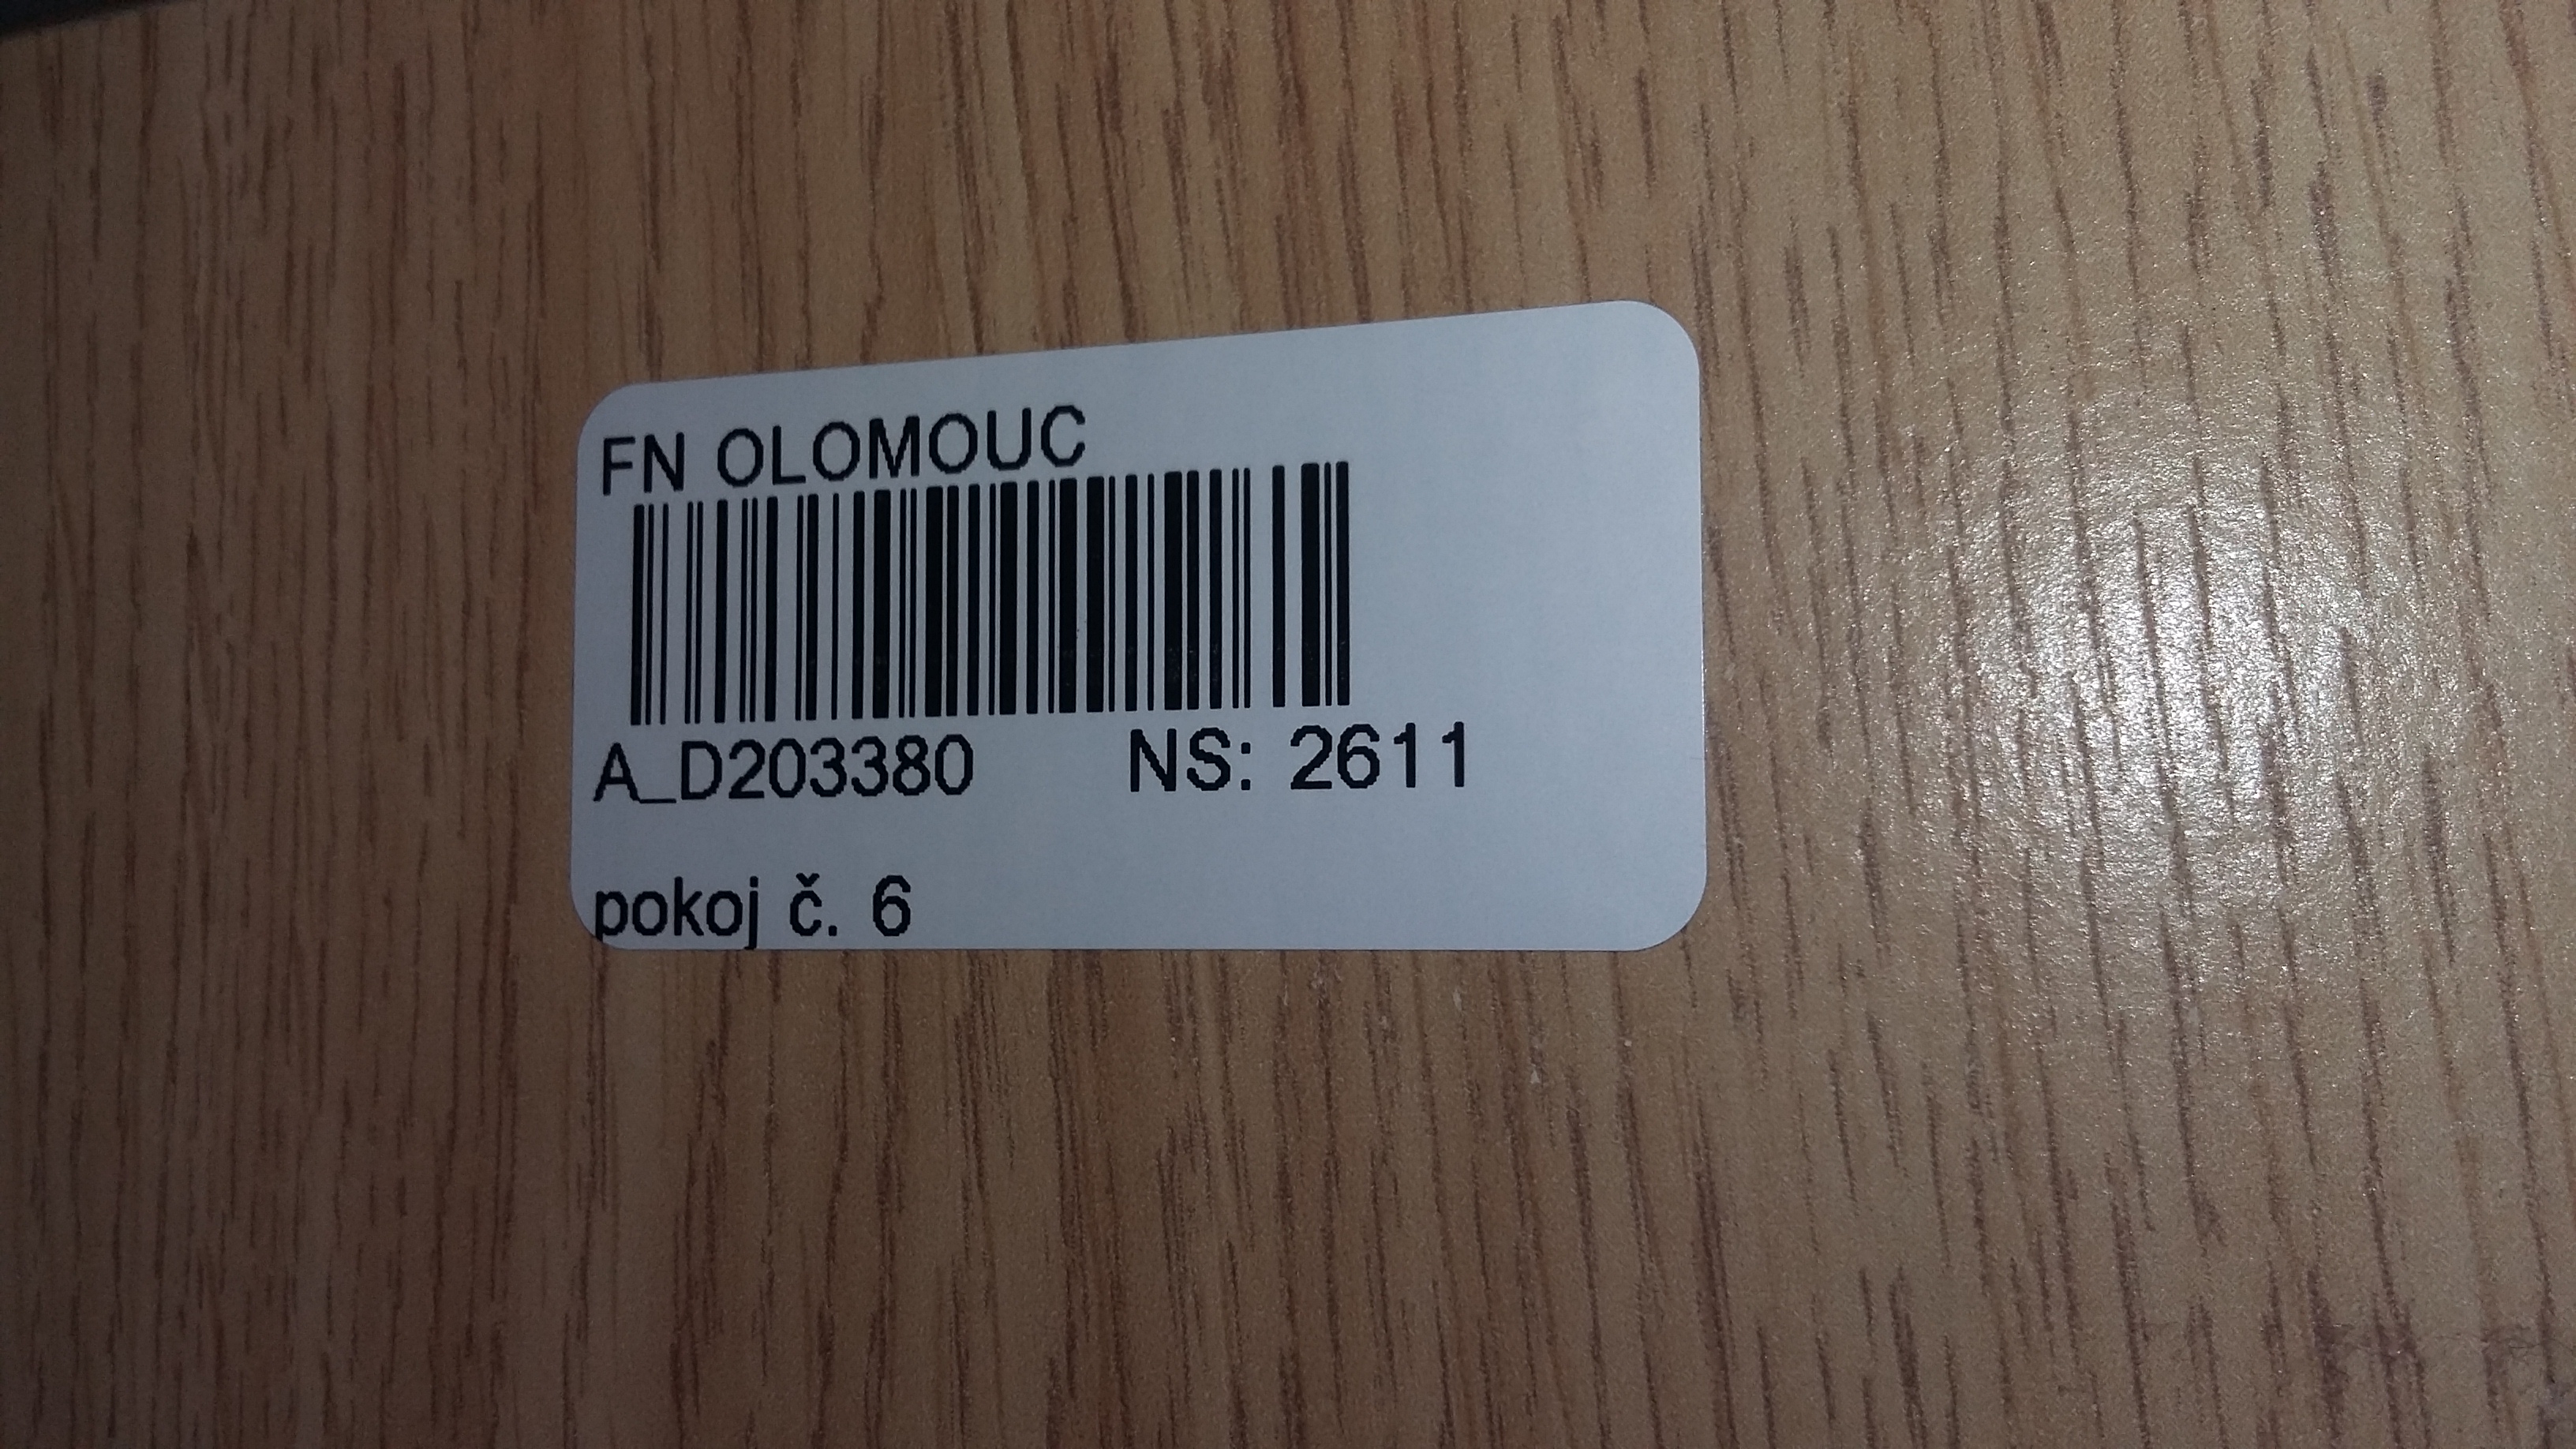 FN OLOMOUC
A_D203380 NS: 2611
pokoj č. 6